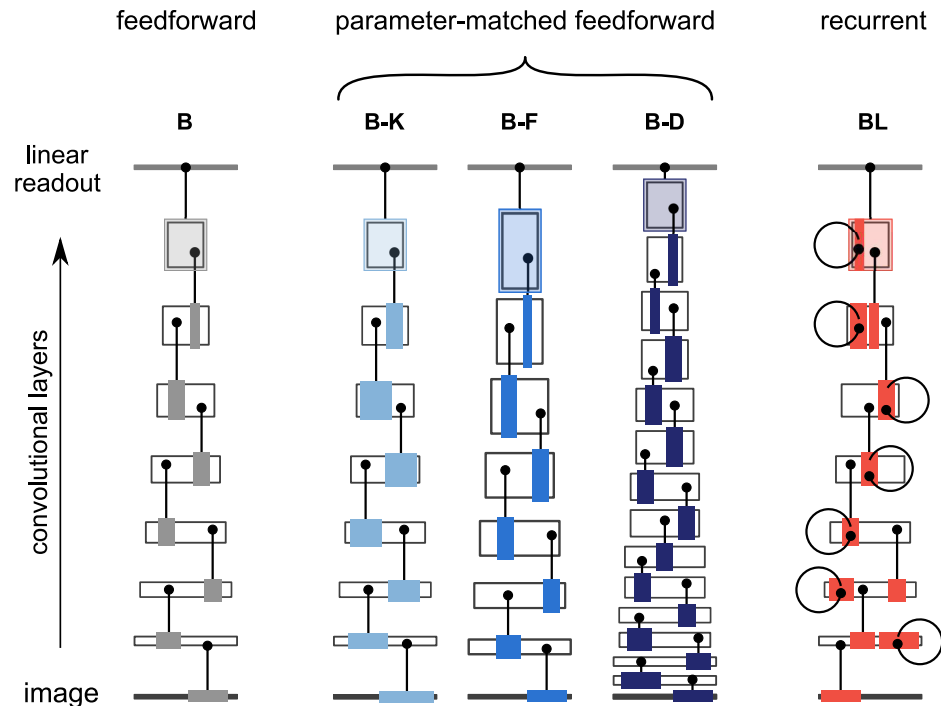 feedforward
parameter-matched feedforward
recurrent
B
B-K
B-F
B-D
BL
linear
readout
convolutional layers
image